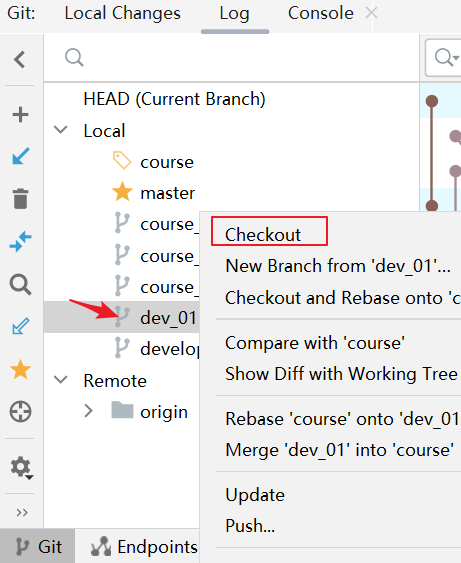 Git: Local Changes Log Console
HEAD (Current Branch)
Local
course
master
course_
course_
course_
dev_01
develop
Remote
origin
Checkout
New Branch from 'dev_01'...
Checkout and Rebase onto 'c
Compare with 'course'
Show Diff with Working Tree
Rebase 'course' onto 'dev_01
Merge 'dev_01' into 'course'
Update
Push...
Git Endpoints